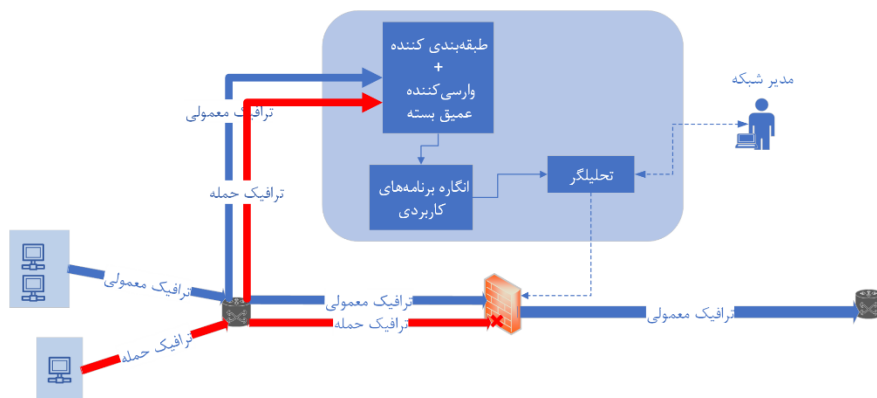 طبقه‌بندی کننده
+
وارسی‌کننده
عمیق بسته
مدیر شبکه
ترافیک معمولی
ترافیک حمله
انگاره برنامه‌های
کاربردی
تحلیلگر
ترافیک معمولی
ترافیک معمولی
ترافیک معمولی
ترافیک حمله
ترافیک حمله